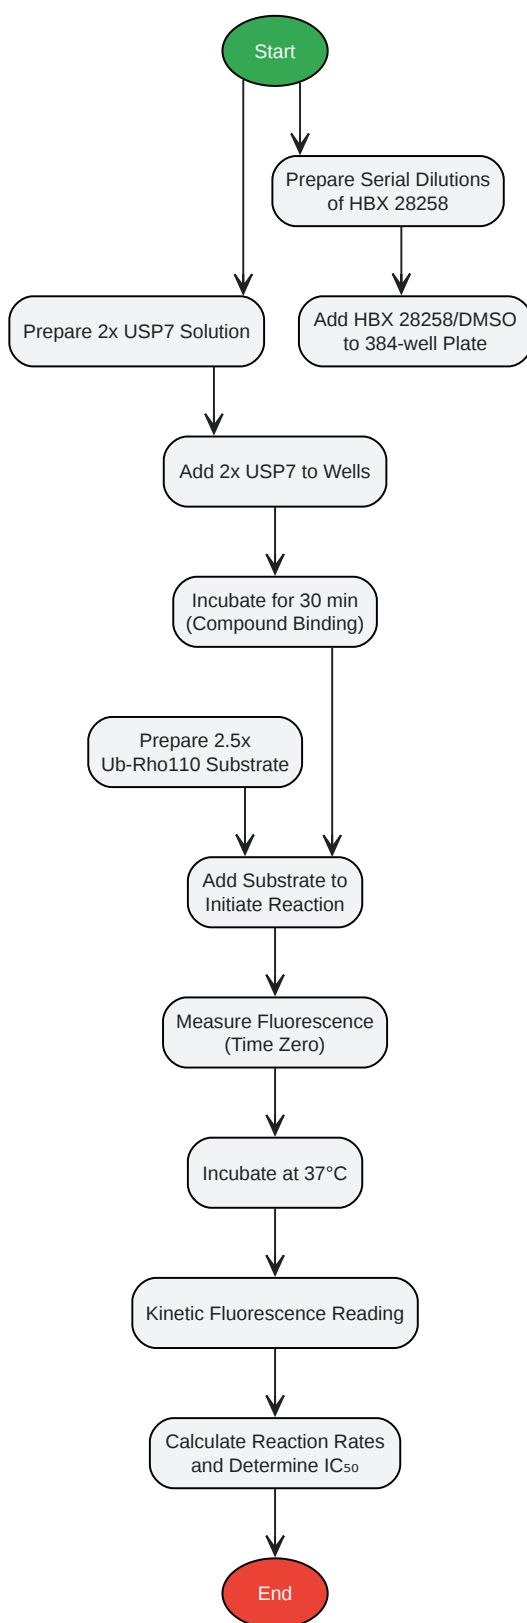 Start
Prepare Serial Dilutions
of HBX 28258
Prepare 2x USP7 Solution
Add HBX 28258/DMSO
to 384-well Plate
Add 2x USP7 to Wells
Incubate for 30 min
(Compound Binding)
Prepare 2.5x
Ub-Rho110 Substrate
Add Substrate to
Initiate Reaction
Measure Fluorescence
(Time Zero)
Incubate at 37°C
Kinetic Fluorescence Reading
Calculate Reaction Rates
and Determine IC₅₀
End